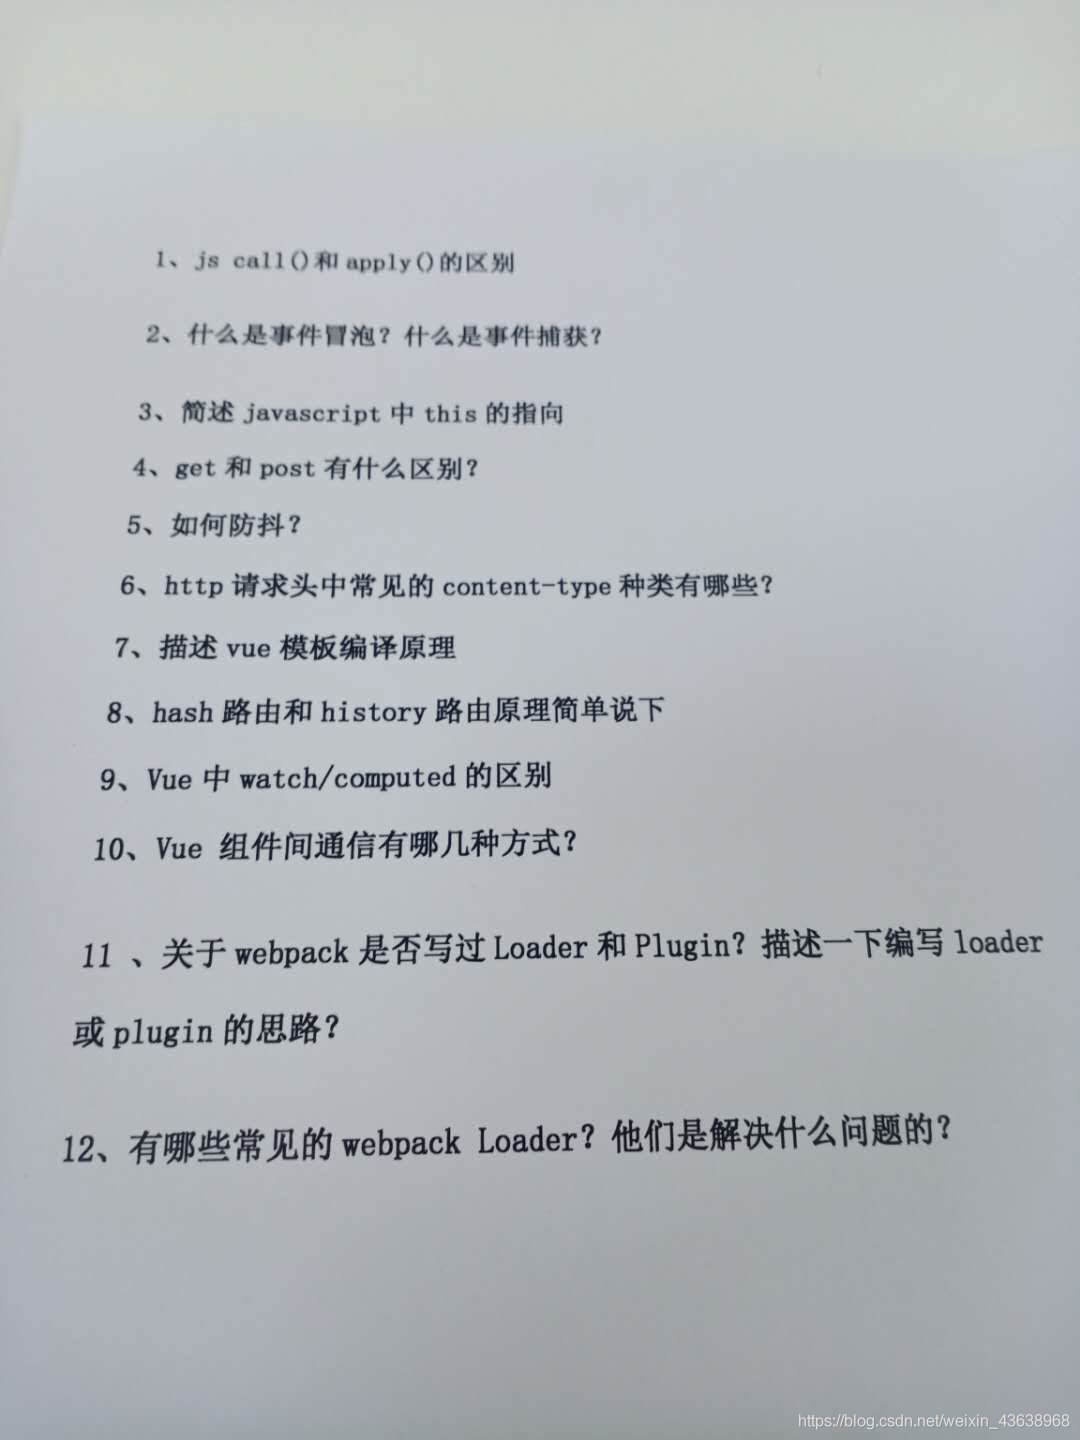 1、js call()和 apply()的区别
2、什么是事件冒泡？什么是事件捕获？
3、简述 javascript 中 this 的指向
4、get 和 post 有什么区别？
5、如何防抖？
6、http 请求头中常见的 content-type 种类有哪些？
7、描述 vue 模板编译原理
8、hash 路由和 history 路由原理简单说下
9、Vue 中 watch/computed 的区别
10、Vue 组件间通信有哪几种方式？
11 、关于 webpack 是否写过 Loader 和 Plugin？描述一下编写 loader
或 plugin 的思路？
12、有哪些常见的 webpack Loader？他们是解决什么问题的？
https://blog.csdn.net/weixin_43638968